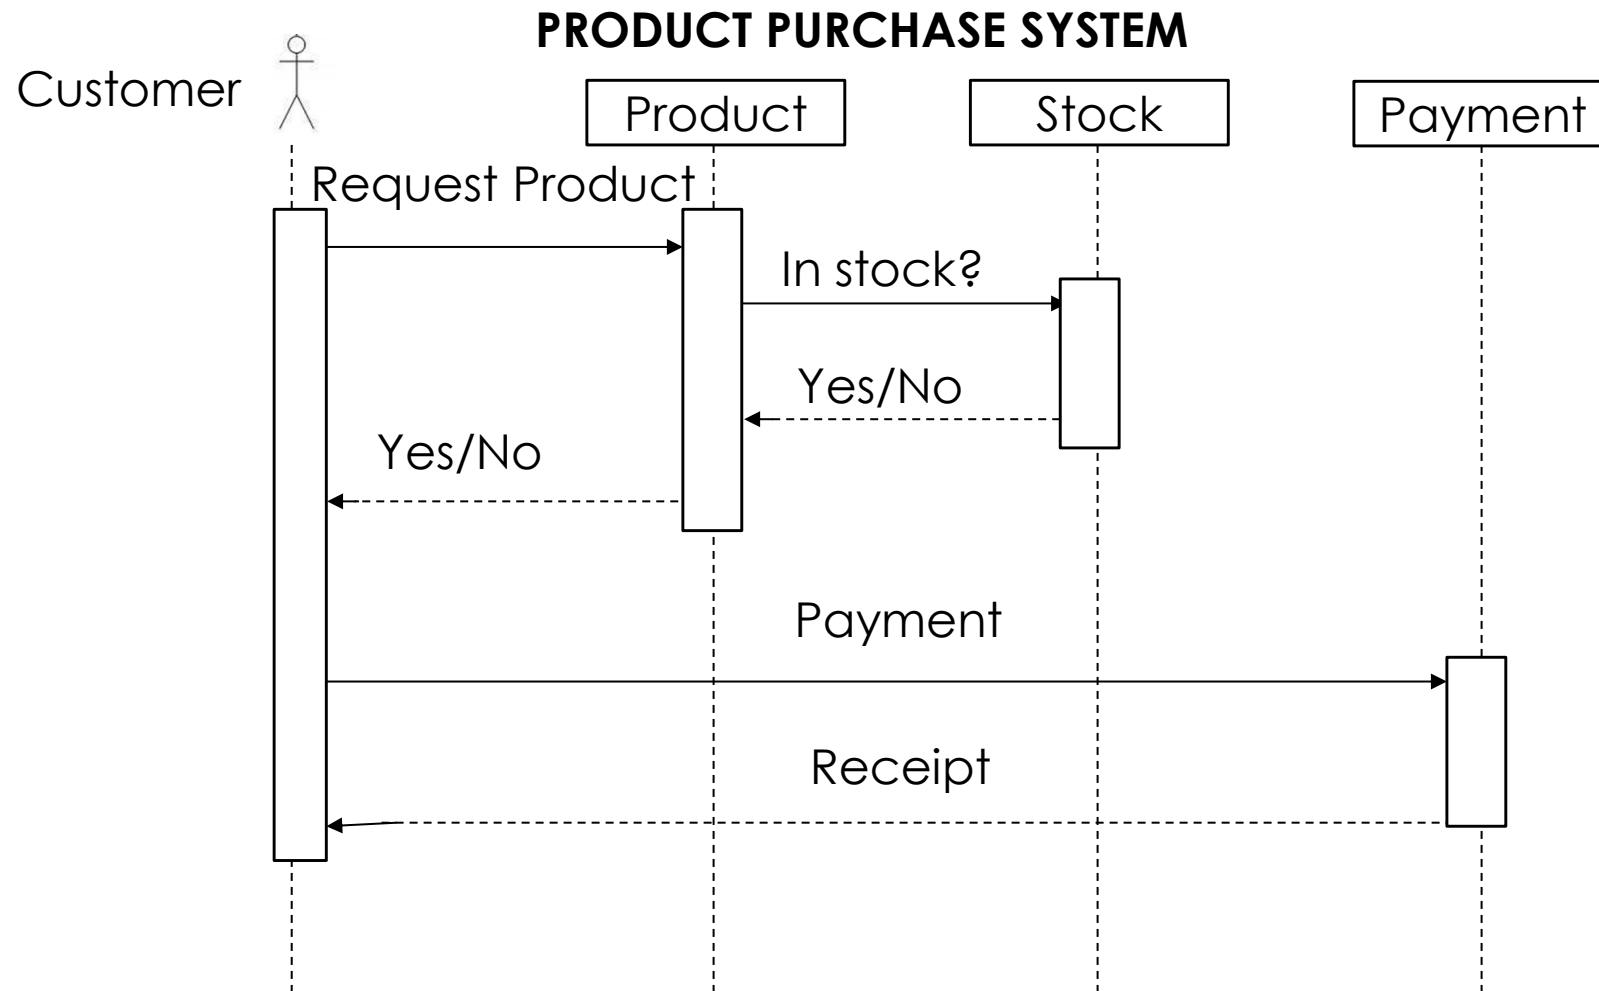 PRODUCT PURCHASE SYSTEM
Customer
Product
Stock
Payment
Request Product
In stock?
Yes/No
Yes/No
Payment
Receipt